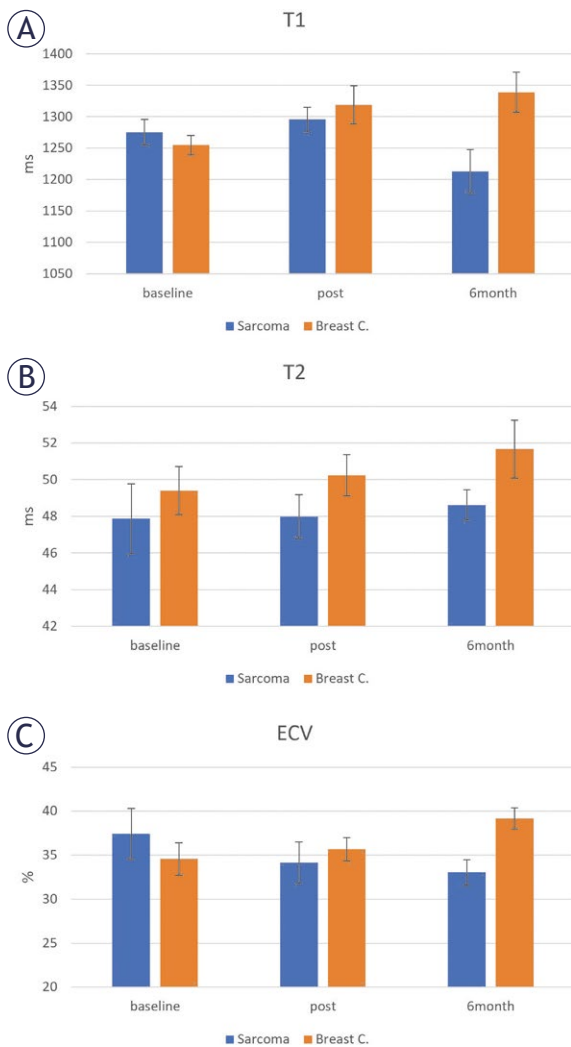 A
T1
1400
1350
1300
1250
1200
1150
1100
1050
ms
baseline post 6month
Sarcoma Breast C.
B
T2
54
52
50
48
46
44
42
ms
baseline post 6month
Sarcoma Breast C.
C
ECV
45
40
35
30
25
20
%
baseline post 6month
Sarcoma Breast C.